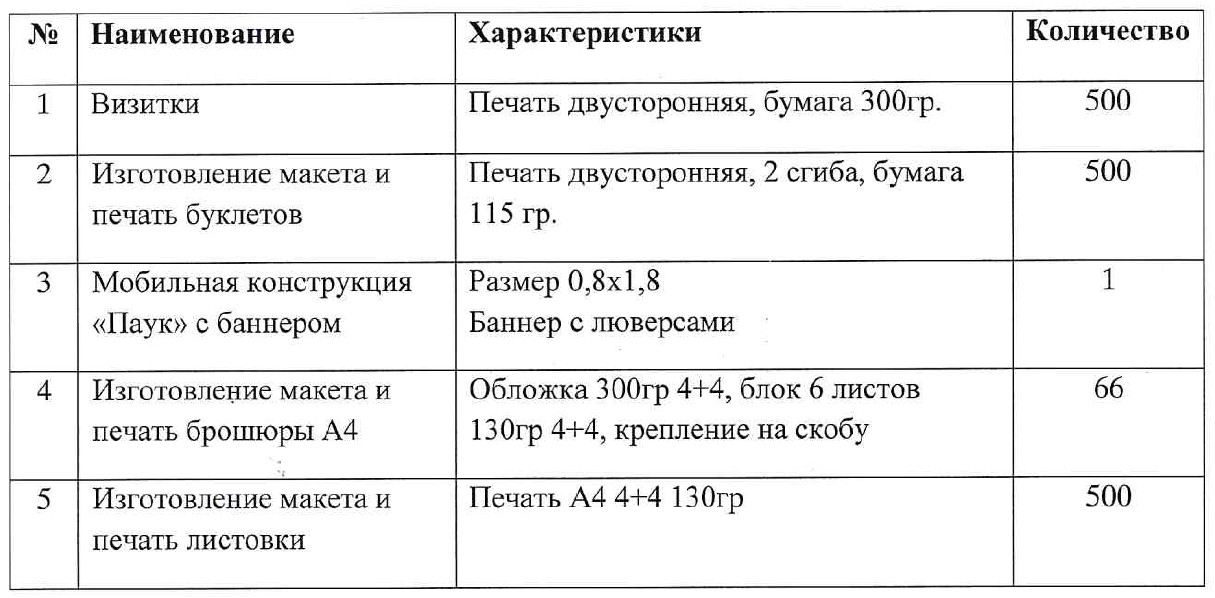 № Наименование Характеристики Количество
1 Визитки Печать двусторонняя, бумага 300гр. 500
2 Изготовление макета и Печать двусторонняя, 2 сгиба, бумага 500
печать буклетов 115 гр.
3 Мобильная конструкция Размер 0,8х1,8 1
«Паук» с баннером Баннер с люверсами
4 Изготовление макета и Обложка 300гр 4+4, блок 6 листов 66
печать брошюры А4 130гр 4+4, крепление на скобу
5 Изготовление макета и Печать А4 4+4 130гр 500
печать листовки